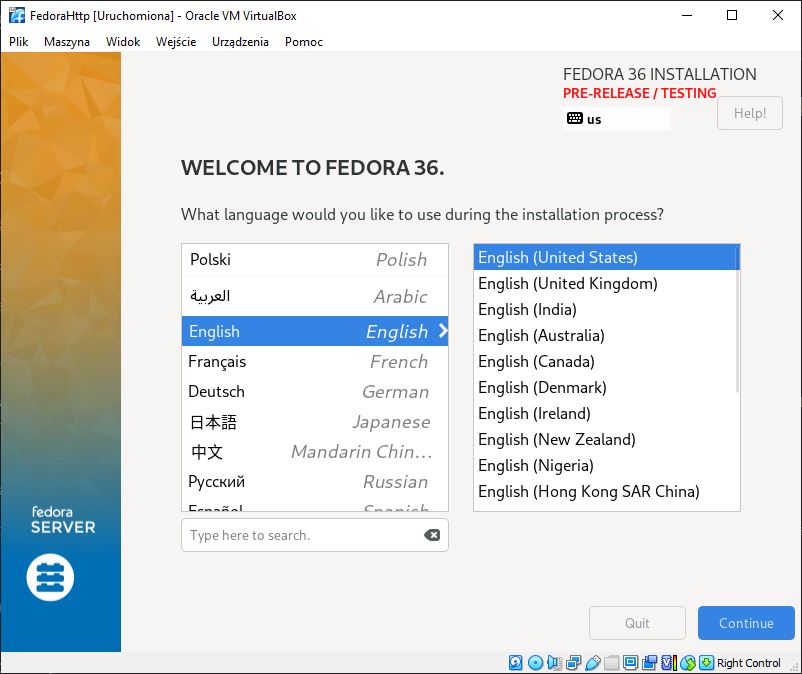 FedoraHttp [Uruchomiona] - Oracle VM VirtualBox
Plik Maszyna Widok Wejście Urządzenia Pomoc
FEDORA 36 INSTALLATION
PRE-RELEASE / TESTING
us
Help!
WELCOME TO FEDORA 36.
What language would you like to use during the installation process?
Polski Polish
العربية Arabic
English English
Français French
Deutsch German
日本語 Japanese
中文 Mandarin Chin...
Русский Russian
Español Spanish
Type here to search.
English (United States)
English (United Kingdom)
English (India)
English (Australia)
English (Canada)
English (Denmark)
English (Ireland)
English (New Zealand)
English (Nigeria)
English (Hong Kong SAR China)
fedora
SERVER
Quit
Continue
Right Control